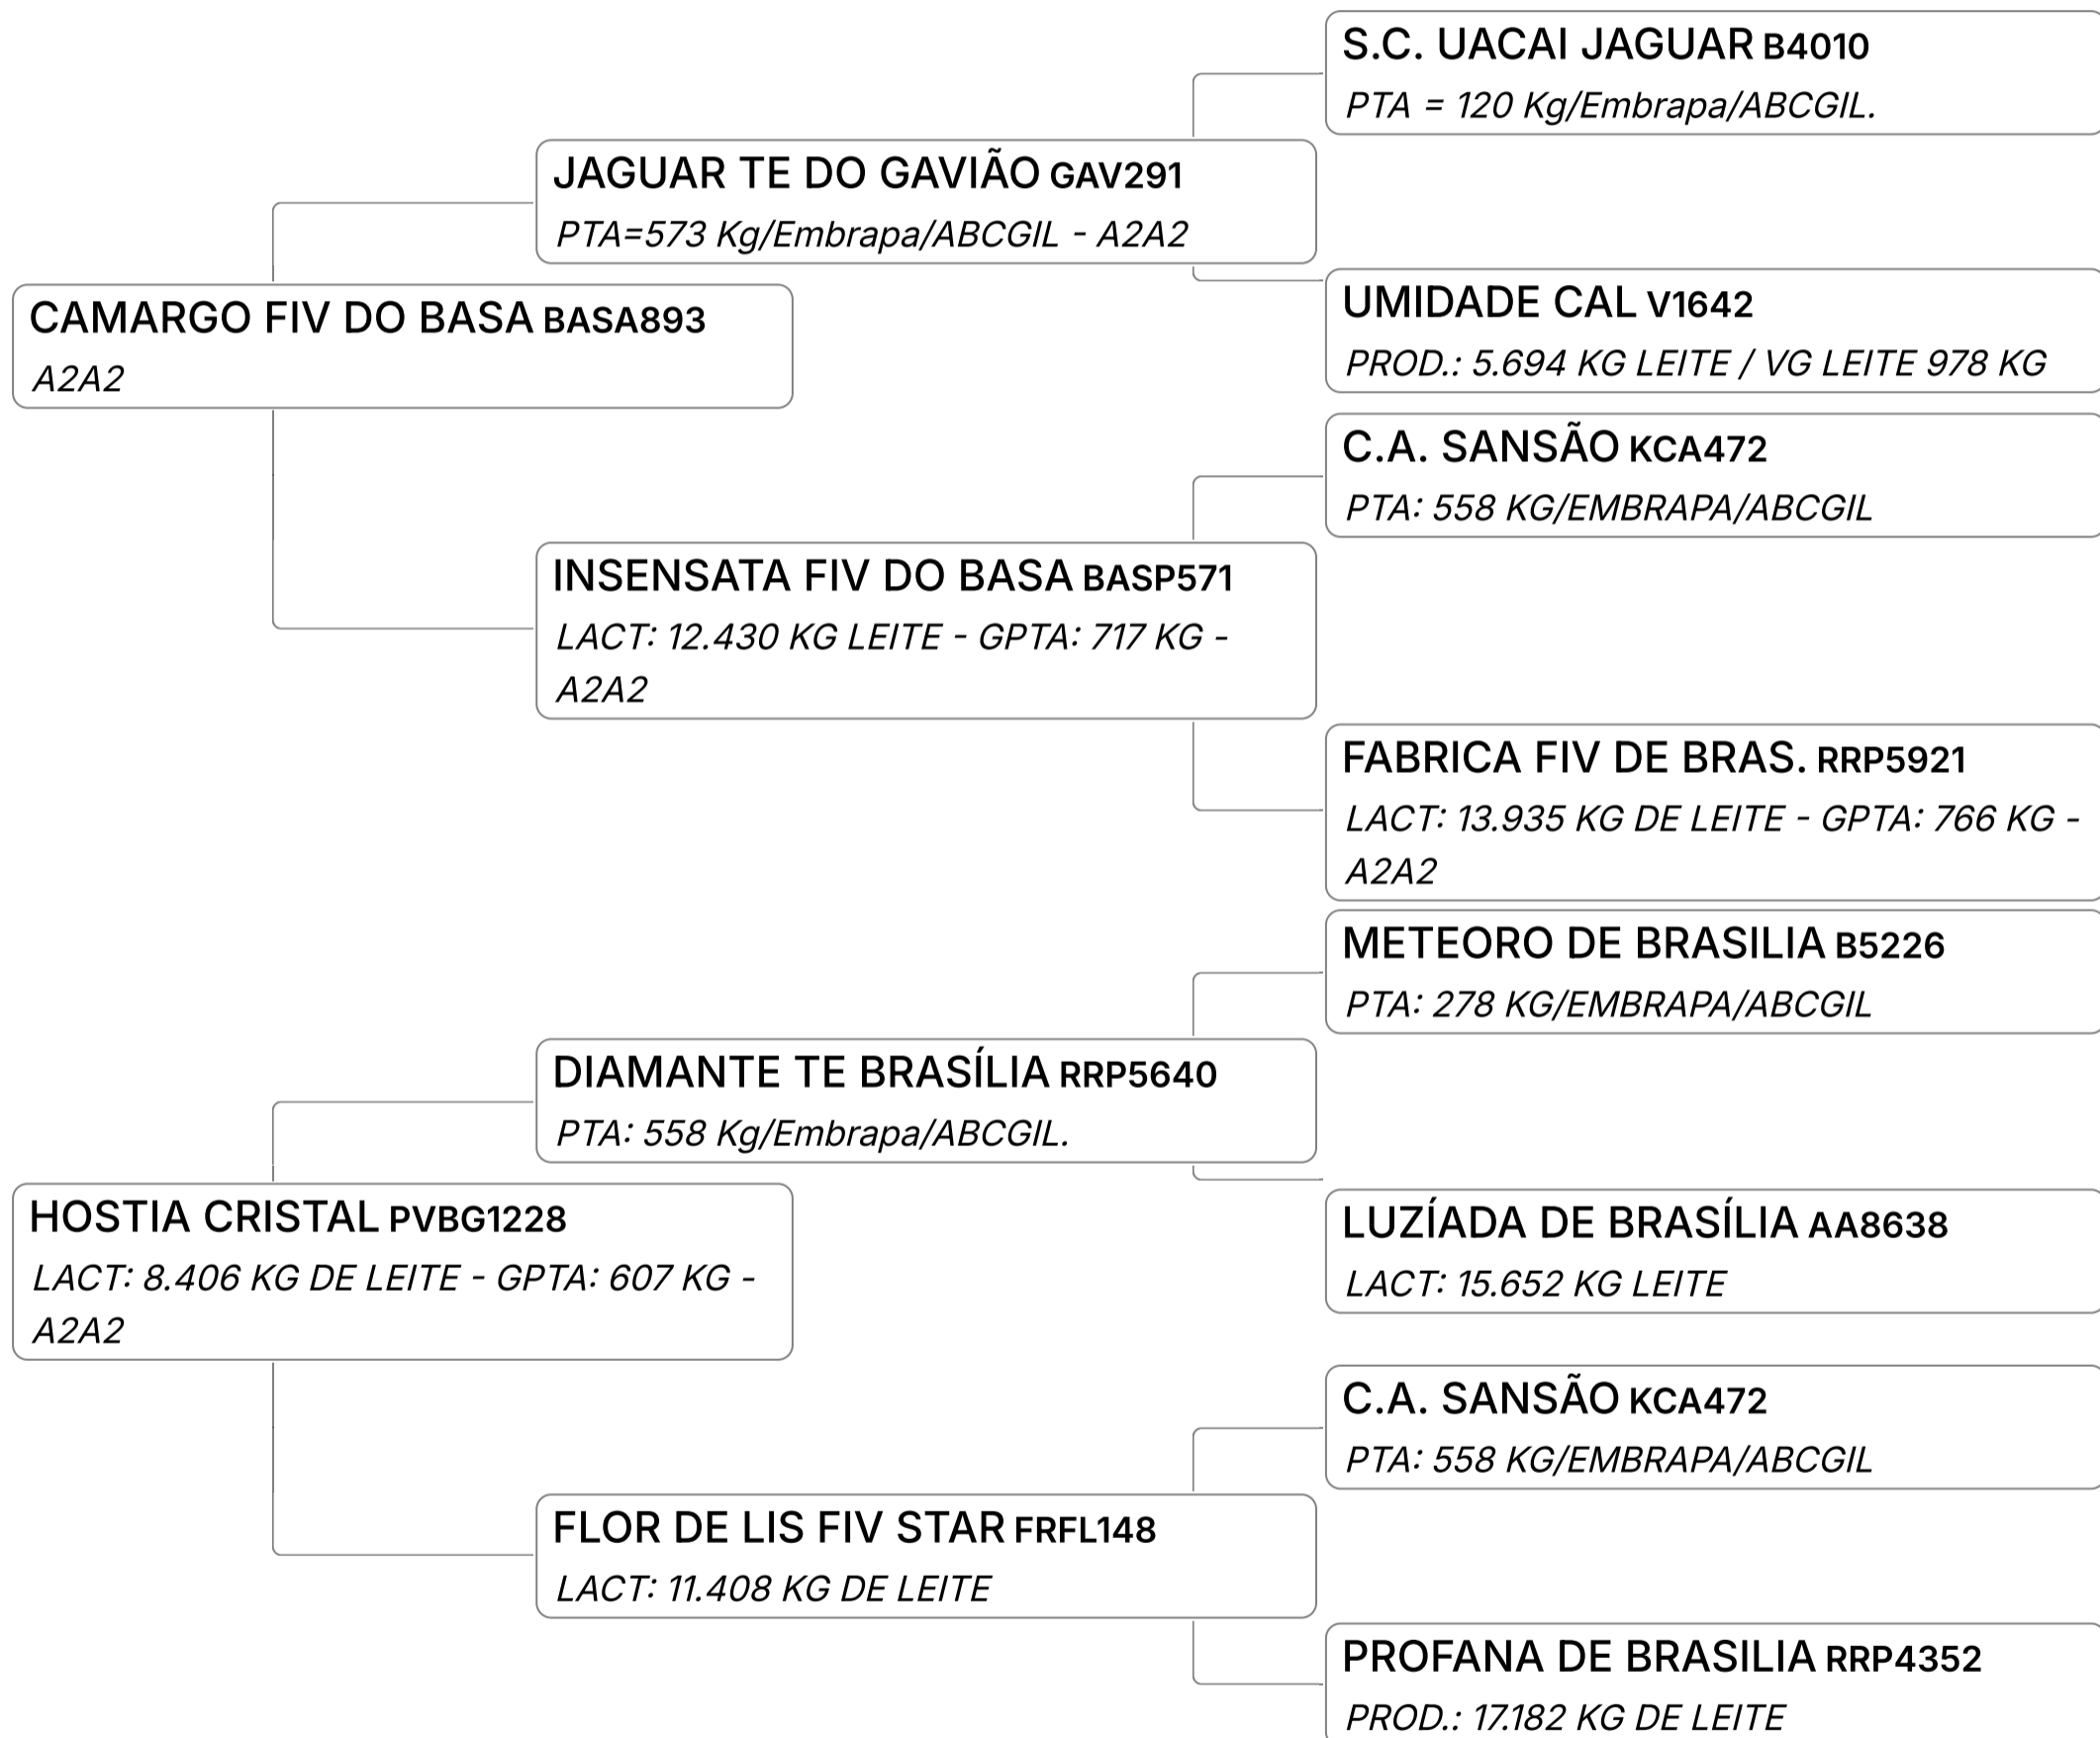 S.C. UACAI JAGUAR B4010
PTA = 120 Kg/Embrapa/ABCGIL.
JAGUAR TE DO GAVIÃO GAV291
PTA=573 Kg/Embrapa/ABCGIL - A2A2
UMIDADE CAL V1642
PROD.: 5.694 KG LEITE / VG LEITE 978 KG
CAMARGO FIV DO BASA BASA893
A2A2
C.A. SANSÃO KCA472
PTA: 558 KG/EMBRAPA/ABCGIL
INSENSATA FIV DO BASA BASP571
LACT: 12.430 KG LEITE - GPTA: 717 KG -
A2A2
FABRICA FIV DE BRAS. RRP5921
LACT: 13.935 KG DE LEITE - GPTA: 766 KG -
A2A2
METEORO DE BRASILIA B5226
PTA: 278 KG/EMBRAPA/ABCGIL
DIAMANTE TE BRASÍLIA RRP5640
PTA: 558 Kg/Embrapa/ABCGIL.
LUZÍADA DE BRASÍLIA AA8638
LACT: 15.652 KG LEITE
HOSTIA CRISTAL PVBG1228
LACT: 8.406 KG DE LEITE - GPTA: 607 KG -
A2A2
C.A. SANSÃO KCA472
PTA: 558 KG/EMBRAPA/ABCGIL
FLOR DE LIS FIV STAR FRFL148
LACT: 11.408 KG DE LEITE
PROFANA DE BRASILIA RRP4352
PROD.: 17.182 KG DE LEITE